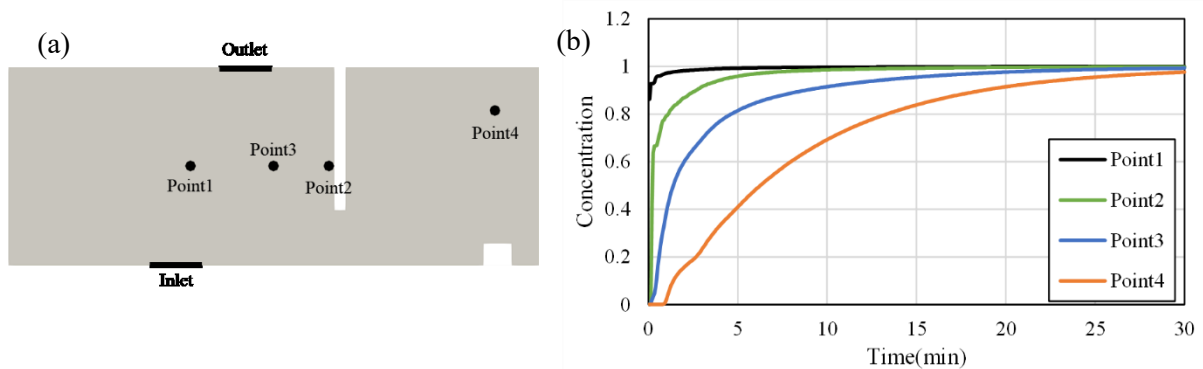 (a)
Outlet
Point4
Point3
Point1
Point2
Inlet
(b)
1.2
1
0.8
0.6
0.4
0.2
0
Concentration
Point1
Point2
Point3
Point4
0
5
10
15
20
25
30
Time(min)